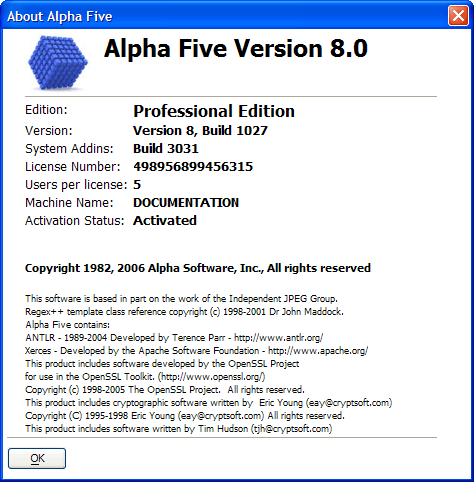 About Alpha Five
Alpha Five Version 8.0
Edition: Professional Edition
Version: Version 8, Build 1027
System Addins: Build 3031
License Number: 498956899456315
Users per license: 5
Machine Name: DOCUMENTATION
Activation Status: Activated
Copyright 1982, 2006 Alpha Software, Inc., All rights reserved
This software is based in part on the work of the Independent JPEG Group.
Regex++ template class reference copyright (c) 1998-2001 Dr John Maddock.
Alpha Five contains:
ANTLR - 1989-2004 Developed by Terence Parr - http://www.antlr.org/
Xerces - Developed by the Apache Software Foundation - http://www.apache.org/
This product includes software developed by the OpenSSL Project
for use in the OpenSSL Toolkit. (http://www.openssl.org/)
Copyright (c) 1998-2005 The OpenSSL Project.  All rights reserved.
This product includes cryptographic software written by  Eric Young (eay@cryptsoft.com)
Copyright (C) 1995-1998 Eric Young (eay@cryptsoft.com) All rights reserved.
This product includes software written by Tim Hudson (tjh@cryptsoft.com)
OK